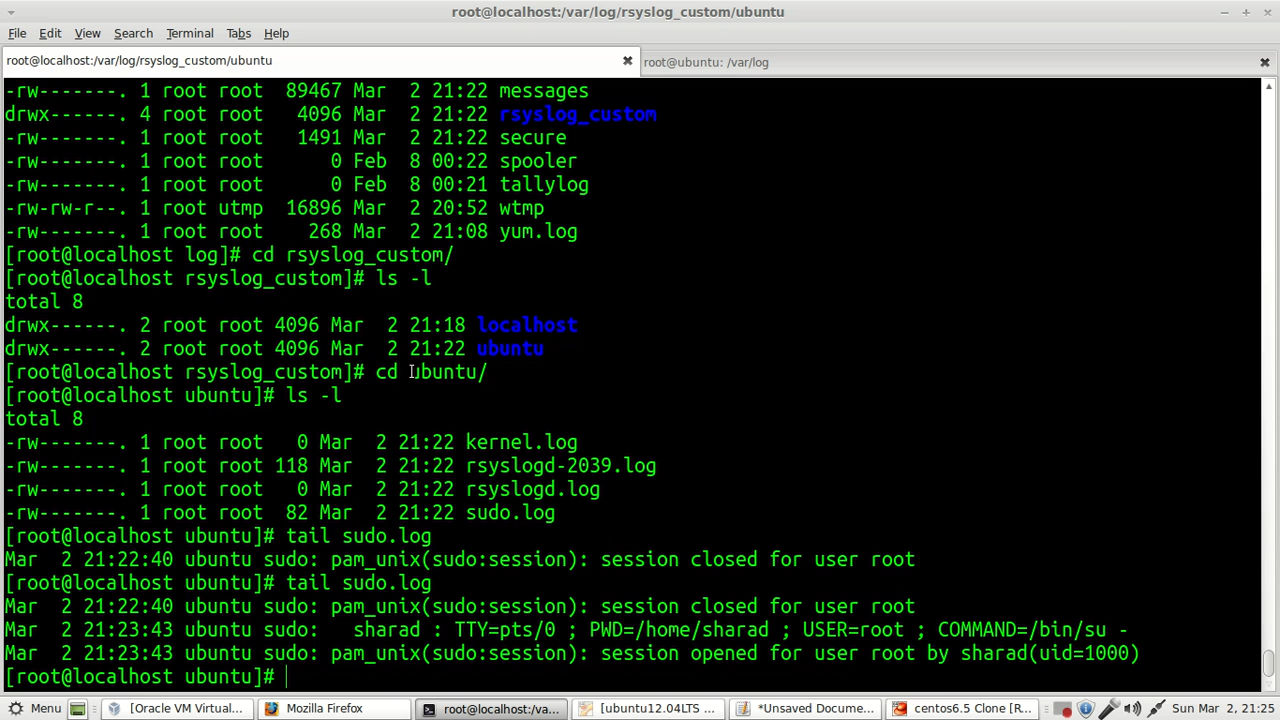 root@localhost:/var/log/rsyslog_custom/ubuntu
File Edit View Search Terminal Tabs Help
root@localhost:/var/log/rsyslog_custom/ubuntu root@ubuntu: /var/log
-rw-------. 1 root root  89467 Mar  2 21:22 messages
drwx------. 4 root root   4096 Mar  2 21:22 rsyslog_custom
-rw-------. 1 root root   1491 Mar  2 21:22 secure
-rw-------. 1 root root      0 Feb  8 00:22 spooler
-rw-------. 1 root root      0 Feb  8 00:21 tallylog
-rw-rw-r--. 1 root utmp  16896 Mar  2 20:52 wtmp
-rw-------. 1 root root    268 Mar  2 21:08 yum.log
[root@localhost log]# cd rsyslog_custom/
[root@localhost rsyslog_custom]# ls -l
total 8
drwx------. 2 root root 4096 Mar  2 21:18 localhost
drwx------. 2 root root 4096 Mar  2 21:22 ubuntu
[root@localhost rsyslog_custom]# cd ubuntu/
[root@localhost ubuntu]# ls -l
total 8
-rw-------. 1 root root   0 Mar  2 21:22 kernel.log
-rw-------. 1 root root 118 Mar  2 21:22 rsyslogd-2039.log
-rw-------. 1 root root   0 Mar  2 21:22 rsyslogd.log
-rw-------. 1 root root  82 Mar  2 21:22 sudo.log
[root@localhost ubuntu]# tail sudo.log
Mar  2 21:22:40 ubuntu sudo: pam_unix(sudo:session): session closed for user root
[root@localhost ubuntu]# tail sudo.log
Mar  2 21:22:40 ubuntu sudo: pam_unix(sudo:session): session closed for user root
Mar  2 21:23:43 ubuntu sudo:   sharad : TTY=pts/0 ; PWD=/home/sharad ; USER=root ; COMMAND=/bin/su -
Mar  2 21:23:43 ubuntu sudo: pam_unix(sudo:session): session opened for user root by sharad(uid=1000)
[root@localhost ubuntu]#
Menu [Oracle VM Virtual... Mozilla Firefox root@localhost:/va... [ubuntu12.04LTS ... *Unsaved Docume... centos6.5 Clone [R... Sun Mar 2, 21:25